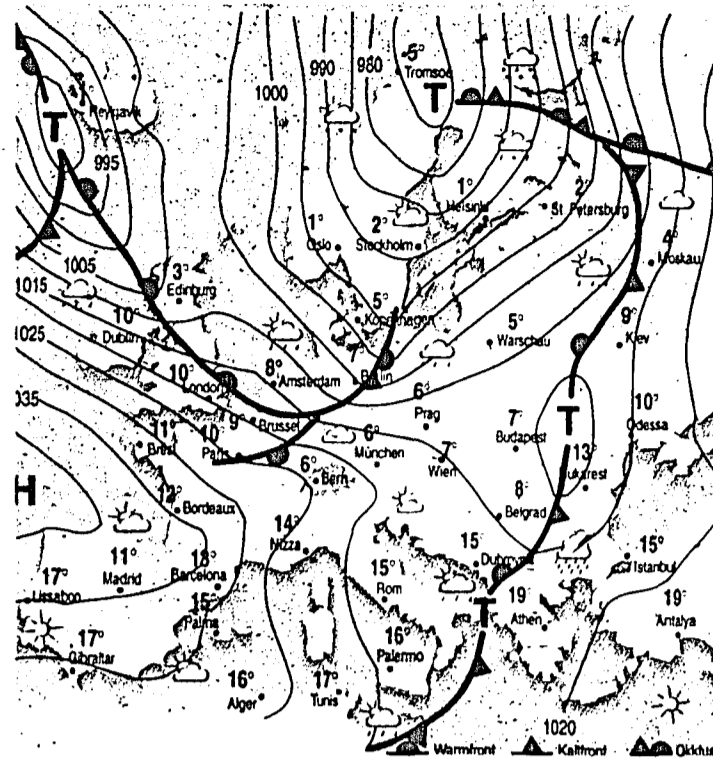 -5°
Tromsoe
T
990
980
1000
Reykjavik
T
995
1°
Helsinki
2°
St. Petersburg
1°
Oslo
2°
Stockholm
4°
Moskau
1005
3°
Edinburg
1015
10°
Dublin
5°
Kopenhagen
5°
Warschau
9°
Kiev
1025
10°
London
8°
Amsterdam
Berlin
6°
Prag
9°
Brüssel
035
11°
Brest
10°
Paris
6°
München
7°
Wien
7°
Budapest
T
10°
Odessa
13°
Bukarest
H
6°
Bern
8°
Belgrad
Bordeaux
14°
Nizza
15
15°
Istanbul
17°
Lissabon
11°
Madrid
Barcelona
15°
Palma
15°
Rom
T
19
Athen
19
Antalya
17°
Gibraltar
16°
Palermo
16°
Alger
17°
Tunis
1020
Warmfront
Kaltfront